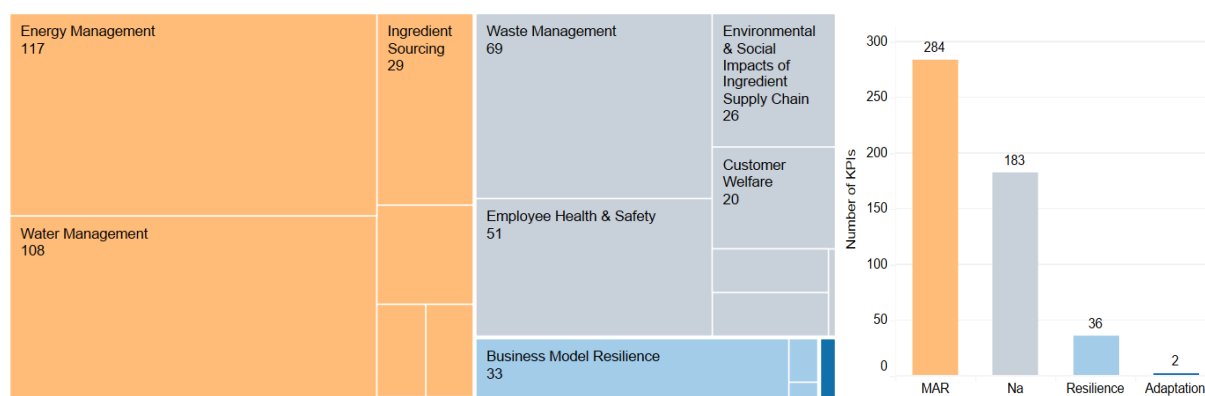 Energy Management
117
Ingredient
Sourcing
29
Water Management
108
Waste Management
69
Environmental
& Social
Impacts of
Ingredient
Supply Chain
26
Customer
Welfare
20
Employee Health & Safety
51
Business Model Resilience
33
Number of KPIs
300
250
200
150
100
50
0
284
183
36
2
MAR
Na
Resilience
Adaptation